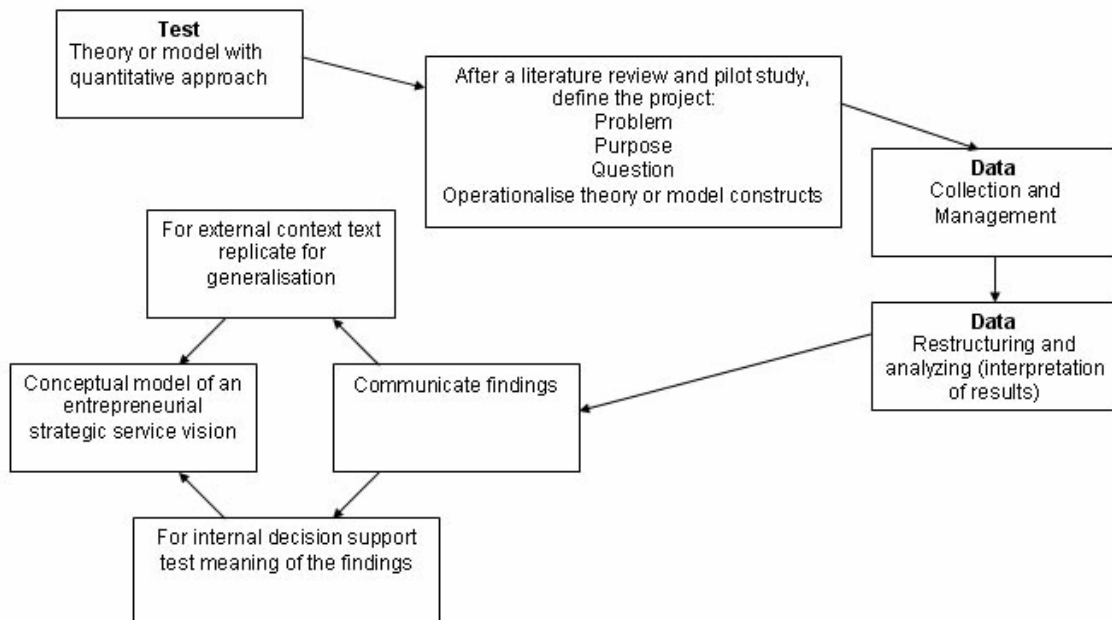 Test
Theory or model with
quantitative approach
After a literature review and pilot study,
define the project:
Problem
Purpose
Question
Operationalise theory or model constructs
Data
Collection and
Management
Data
Restructuring and
analyzing (interpretation
of results)
Communicate findings
For external context text
replicate for
generalisation
Conceptual model of an
entrepreneurial
strategic service vision
For internal decision support
test meaning of the findings